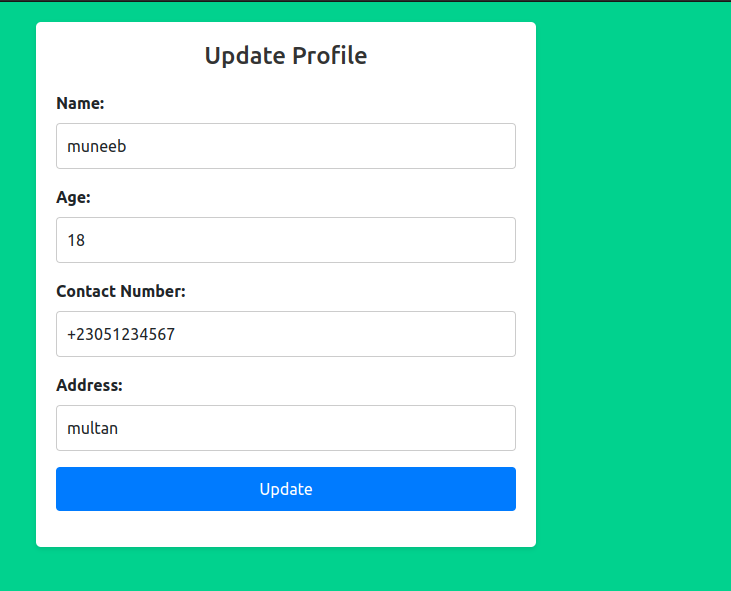 Update Profile
Name:
muneeb
Age:
18
Contact Number:
+23051234567
Address:
multan
Update